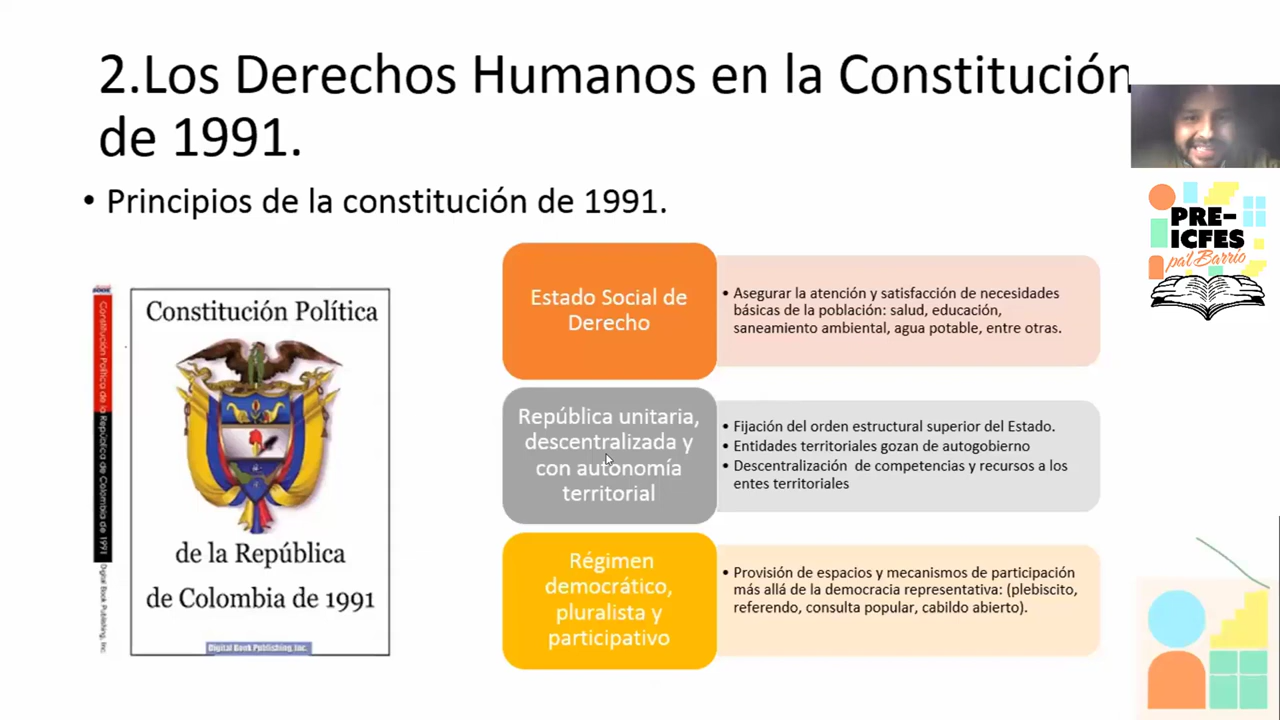 2.Los Derechos Humanos en la Constitución
de 1991.
• Principios de la constitución de 1991.
PRE-
ICFES
pa'l Barrio
Constitución Política de la República de Colombia de 1991
Digital Book Publishing, Inc.
Constitución Política
de la República
de Colombia de 1991
Digital Book Publishing, Inc.
Estado Social de
Derecho
• Asegurar la atención y satisfacción de necesidades
básicas de la población: salud, educación,
saneamiento ambiental, agua potable, entre otras.
República unitaria,
descentralizada y
con autonomía
territorial
• Fijación del orden estructural superior del Estado.
• Entidades territoriales gozan de autogobierno
• Descentralización de competencias y recursos a los
entes territoriales
Régimen
democrático,
pluralista y
participativo
• Provisión de espacios y mecanismos de participación
más allá de la democracia representativa: (plebiscito,
referendo, consulta popular, cabildo abierto).